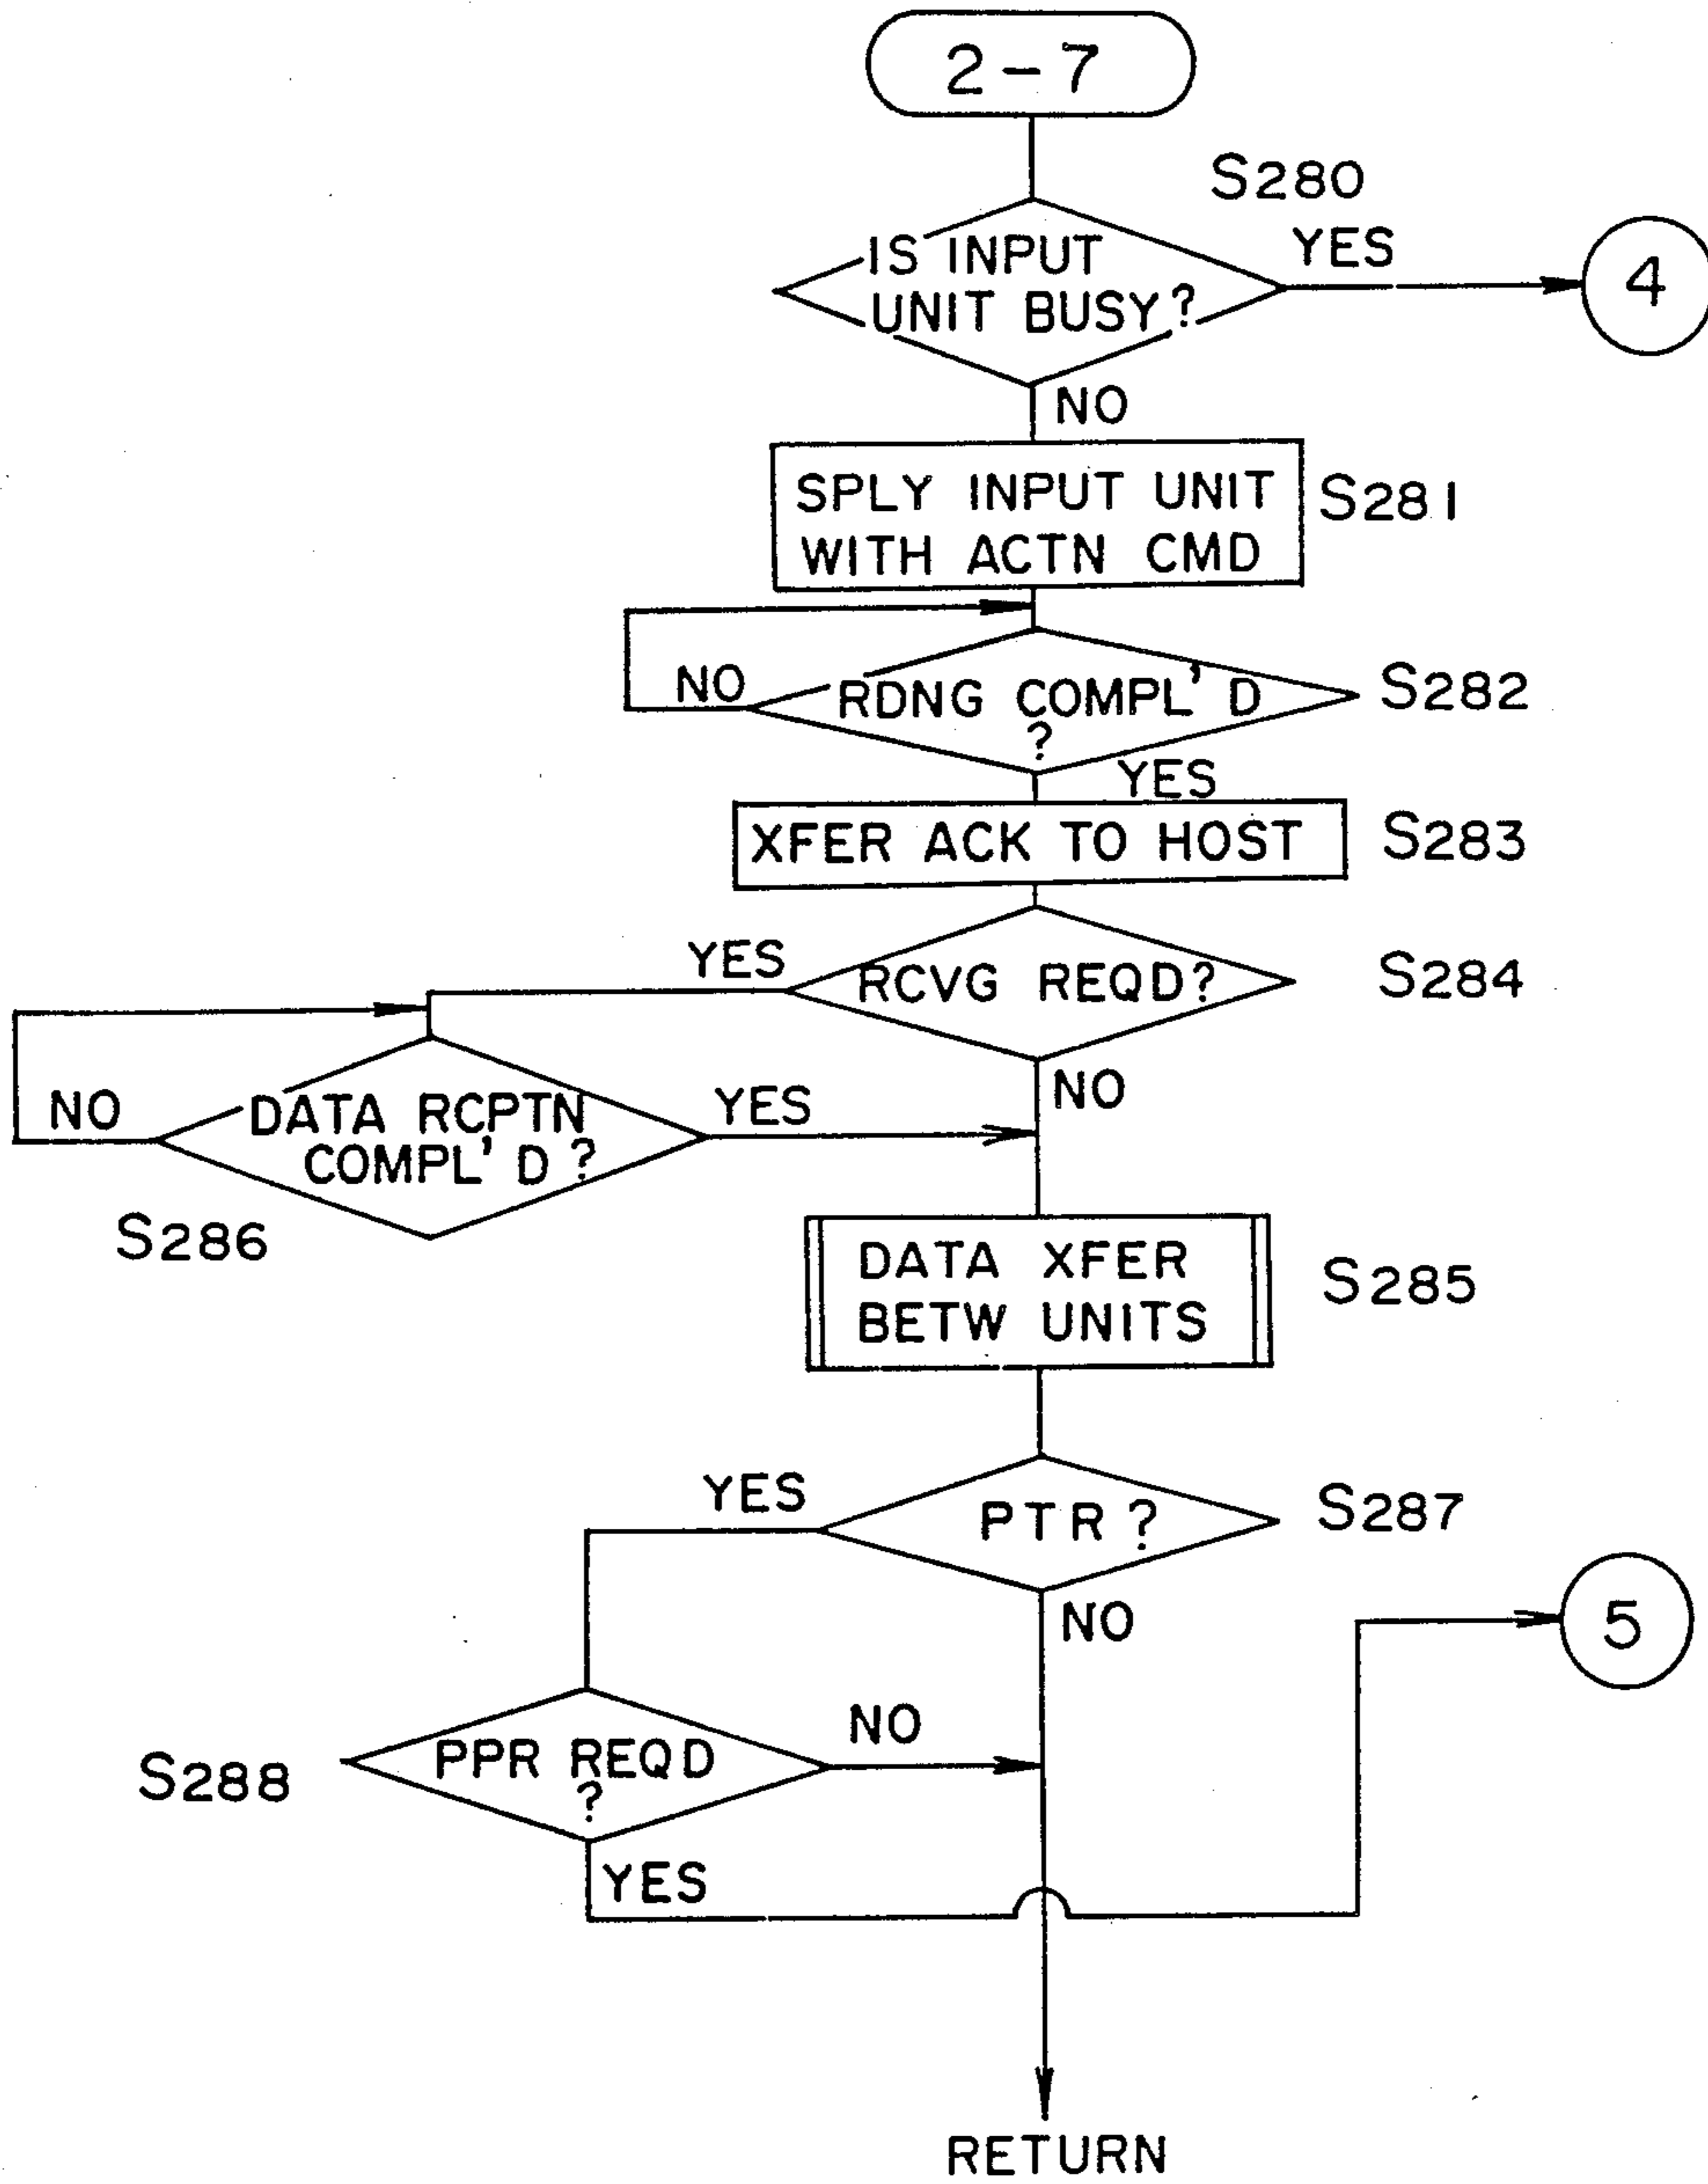 2-7
S280
IS INPUT
UNIT BUSY?
YES
4
NO
SPLY INPUT UNIT
WITH ACTN CMD
S281
NO
RDNG COMPL'D
?
S282
YES
XFER ACK TO HOST
S283
YES
RCVG REQD?
S284
NO
NO
DATA RCPTN
COMPL'D?
YES
S286
DATA XFER
BETW UNITS
S285
YES
PTR?
S287
NO
5
S288
PPR REQD
?
NO
YES
RETURN